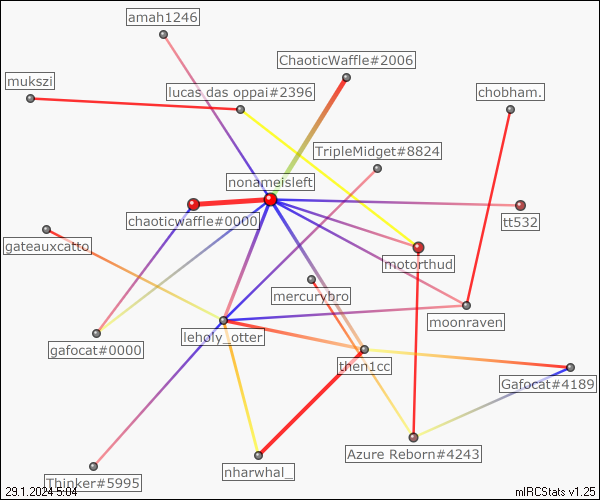 amah1246
ChaoticWaffle#2006
mukszi
lucas das oppai#2396
chobham.
TripleMidget#8824
nonameisleft
chaoticwaffle#0000
tt532
gateauxcatto
motorthud
mercurybro
moonraven
leholy_otter
gafocat#0000
then1cc
Gafocat#4189
Azure Reborn#4243
nharwhal_
Thinker#5995
29.1.2024 5:04
mIRCStats v1.25